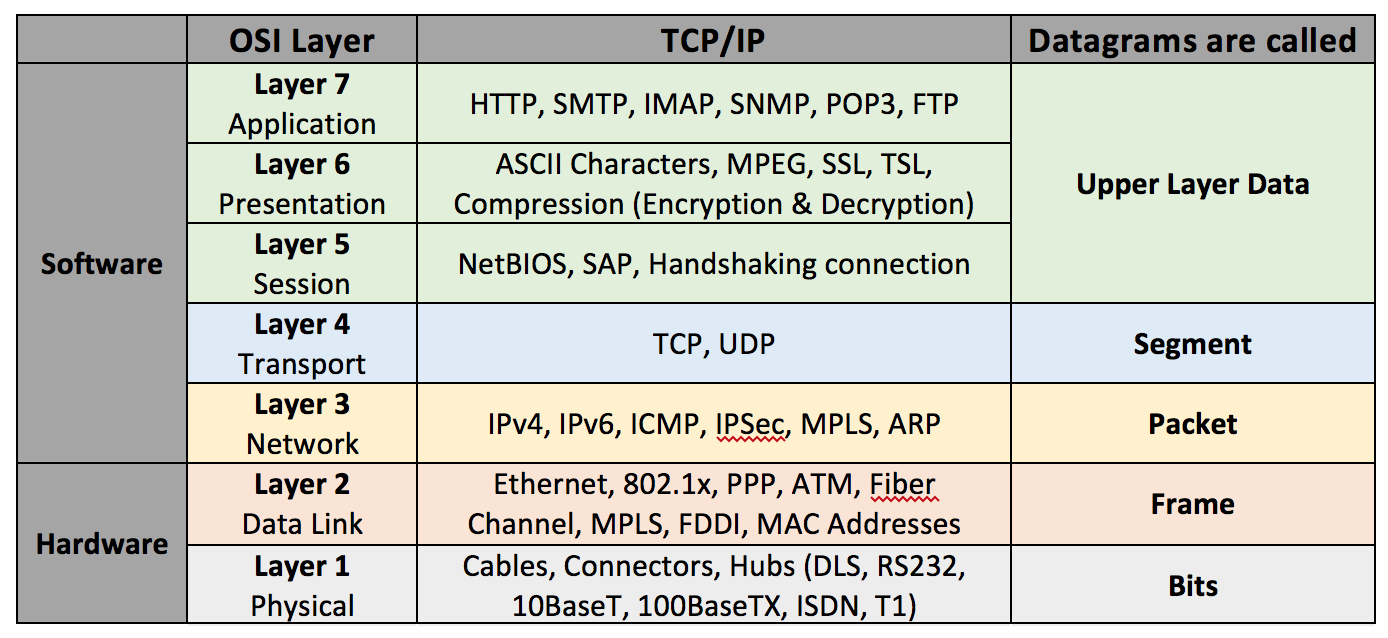 OSI Layer TCP/IP Datagrams are called
Software
Layer 7
Application
HTTP, SMTP, IMAP, SNMP, POP3, FTP
Upper Layer Data
Layer 6
Presentation
ASCII Characters, MPEG, SSL, TSL,
Compression (Encryption & Decryption)
Layer 5
Session
NetBIOS, SAP, Handshaking connection
Layer 4
Transport
TCP, UDP
Segment
Layer 3
Network
IPv4, IPv6, ICMP, IPSec, MPLS, ARP
Packet
Hardware
Layer 2
Data Link
Ethernet, 802.1x, PPP, ATM, Fiber
Channel, MPLS, FDDI, MAC Addresses
Frame
Layer 1
Physical
Cables, Connectors, Hubs (DLS, RS232,
10BaseT, 100BaseTX, ISDN, T1)
Bits